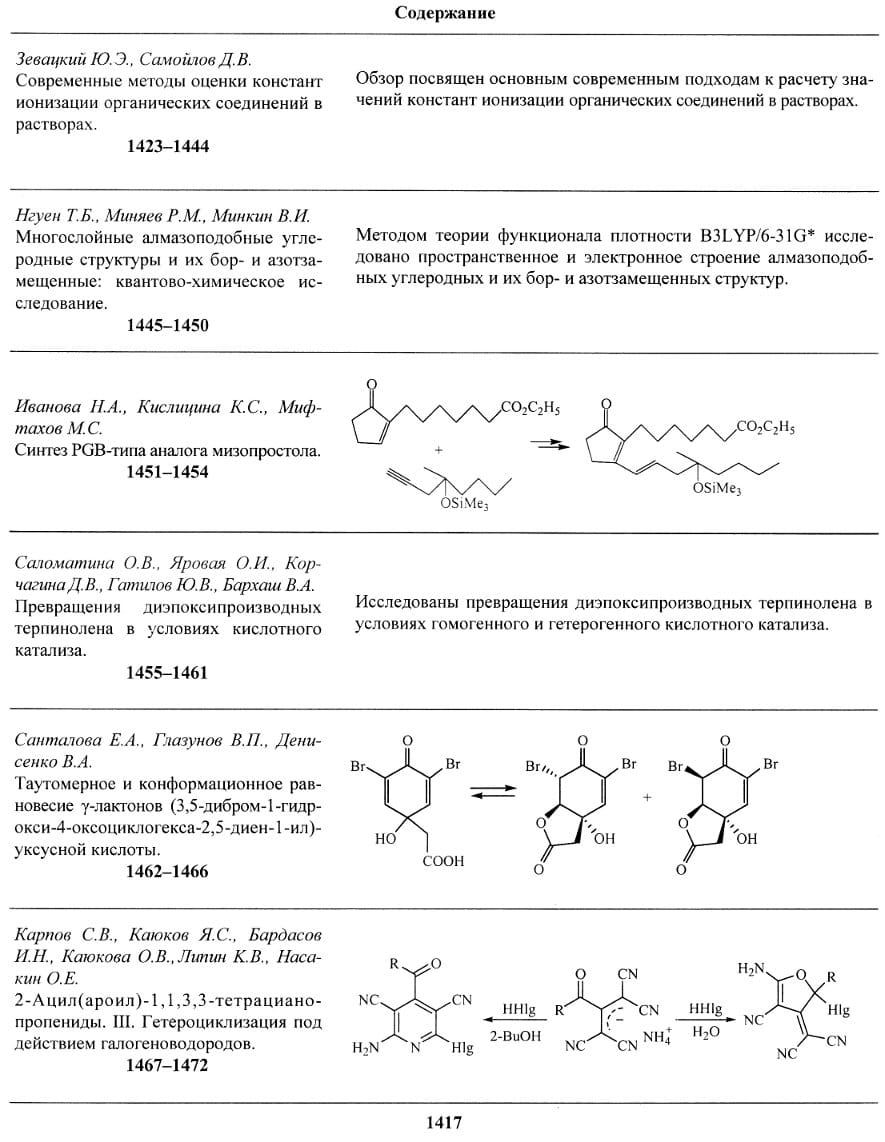 Содержание
Зевацкий Ю.Э., Самойлов Д.В.
Современные методы оценки констант
ионизации органических соединений в
растворах.
1423–1444
Обзор посвящен основным современным подходам к расчету зна-
чений констант ионизации органических соединений в растворах.
Нгуен Т.Б., Миняев Р.М., Минкин В.И.
Многослойные алмазоподобные угле-
родные структуры и их бор- и азотза-
мещенные: квантово-химическое ис-
следование.
1445–1450
Методом теории функционала плотности B3LYP/6-31G* иссле-
довано пространственное и электронное строение алмазоподоб-
ных углеродных и их бор- и азотзамещенных структур.
Иванова Н.А., Кислицина К.С., Миф-
тахов М.С.
Синтез PGB-типа аналога мизопростола.
1451–1454
O
CO₂C₂H₅
+
OSiMe₃
O
CO₂C₂H₅
OSiMe₃
Саломатина О.В., Яровая О.И., Кор-
чагина Д.В., Гатилов Ю.В., Бархаш В.А.
Превращения диэпоксипроизводных
терпинолена в условиях кислотного
катализа.
1455–1461
Исследованы превращения диэпоксипроизводных терпинолена в
условиях гомогенного и гетерогенного кислотного катализа.
Санталова Е.А., Глазунов В.П., Дени-
сенко В.А.
Таутомерное и конформационное рав-
новесие γ-лактонов (3,5-дибром-1-гидр-
окси-4-оксоциклогекса-2,5-диен-1-ил)-
уксусной кислоты.
1462–1466
O
Br Br
HO
COOH
O
Br Br
O OH
O
+
O
Br Br
O OH
O
Карпов С.В., Каюков Я.С., Бардасов
И.Н., Каюкова О.В., Липин К.В., Наса-
кин О.Е.
2-Ацил(ароил)-1,1,3,3-тетрациано-
пропениды. III. Гетероциклизация под
действием галогеноводородов.
1467–1472
R O
NC CN
H₂N N Hlg
HHlg
2-BuOH
O CN
R CN
–
NC CN NH₄⁺
HHlg
H₂O
H₂N O R
Hlg
NC
NC CN
1417